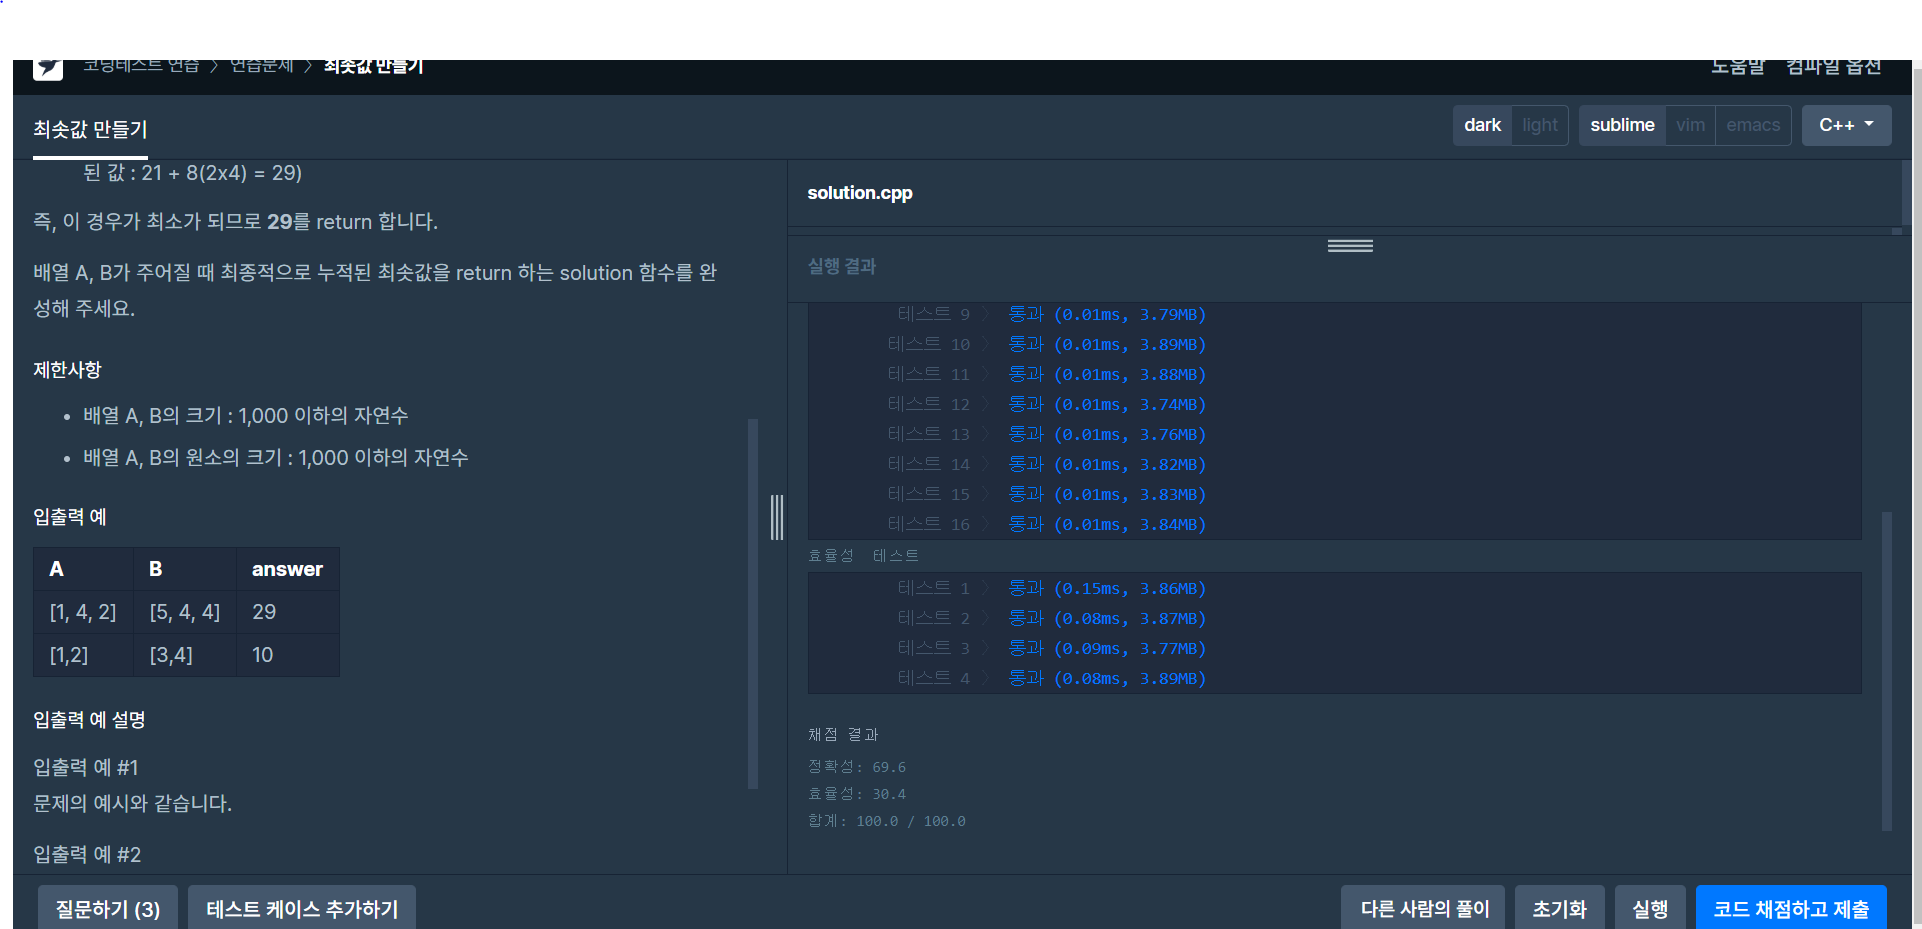 코딩테스트 연습 > 연습문제 > 최솟값 만들기
도움말 컴파일 옵션
최솟값 만들기
dark light sublime vim emacs C++
된 값 : 21 + 8(2x4) = 29)
즉, 이 경우가 최소가 되므로 29를 return 합니다.
배열 A, B가 주어질 때 최종적으로 누적된 최솟값을 return 하는 solution 함수를 완
성해 주세요.
제한사항
• 배열 A, B의 크기 : 1,000 이하의 자연수
• 배열 A, B의 원소의 크기 : 1,000 이하의 자연수
입출력 예
A B answer
[1, 4, 2] [5, 4, 4] 29
[1,2] [3,4] 10
입출력 예 설명
입출력 예 #1
문제의 예시와 같습니다.
입출력 예 #2
solution.cpp
실행 결과
테스트 9 〉 통과 (0.01ms, 3.79MB)
테스트 10 〉 통과 (0.01ms, 3.89MB)
테스트 11 〉 통과 (0.01ms, 3.88MB)
테스트 12 〉 통과 (0.01ms, 3.74MB)
테스트 13 〉 통과 (0.01ms, 3.76MB)
테스트 14 〉 통과 (0.01ms, 3.82MB)
테스트 15 〉 통과 (0.01ms, 3.83MB)
테스트 16 〉 통과 (0.01ms, 3.84MB)
효율성 테스트
테스트 1 〉 통과 (0.15ms, 3.86MB)
테스트 2 〉 통과 (0.08ms, 3.87MB)
테스트 3 〉 통과 (0.09ms, 3.77MB)
테스트 4 〉 통과 (0.08ms, 3.89MB)
채점 결과
정확성: 69.6
효율성: 30.4
합계: 100.0 / 100.0
질문하기 (3) 테스트 케이스 추가하기
다른 사람의 풀이 초기화 실행 코드 채점하고 제출